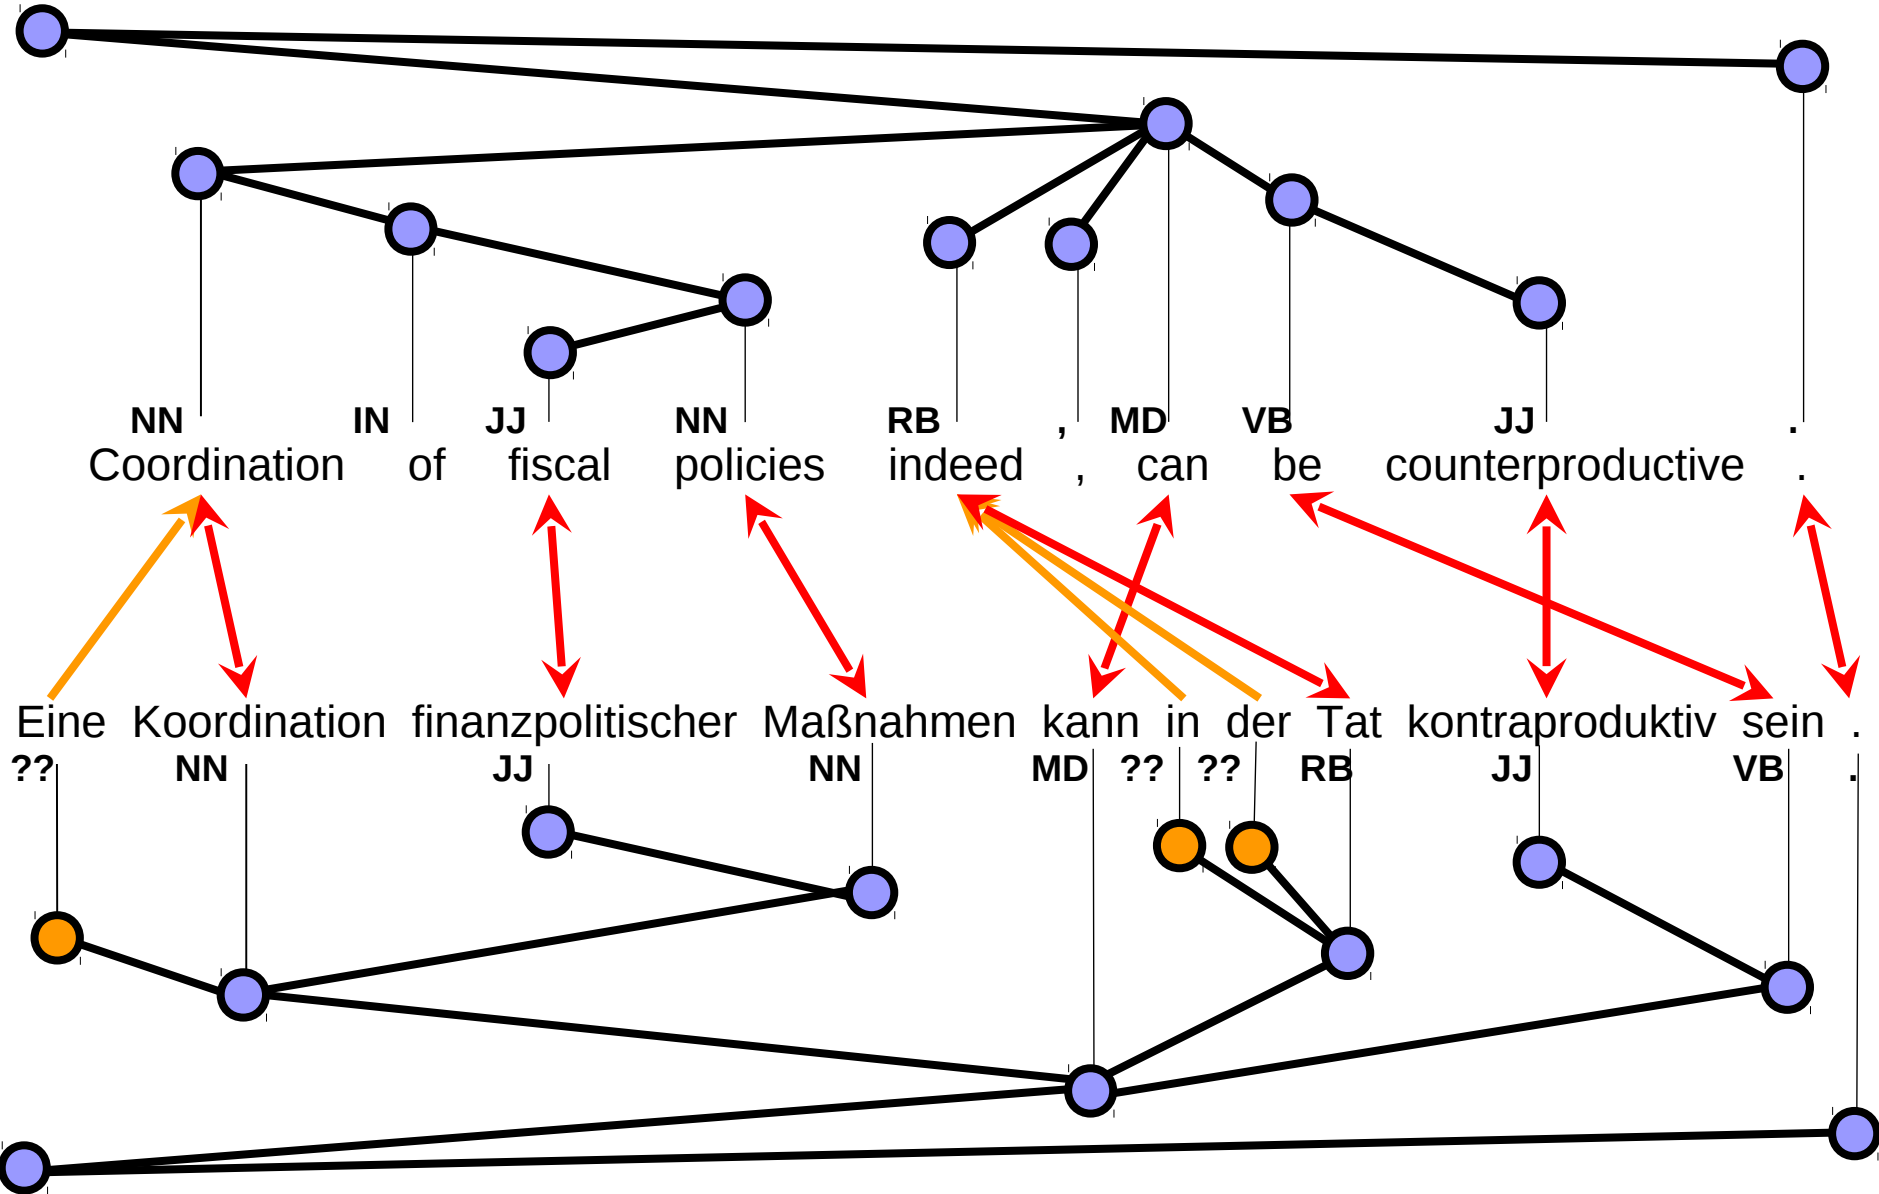 NN IN JJ NN RB , MD VB JJ .
Coordination of fiscal policies indeed , can be counterproductive .
Eine Koordination finanzpolitischer Maßnahmen kann in der Tat kontraproduktiv sein .
?? NN JJ NN MD ?? ?? RB JJ VB .